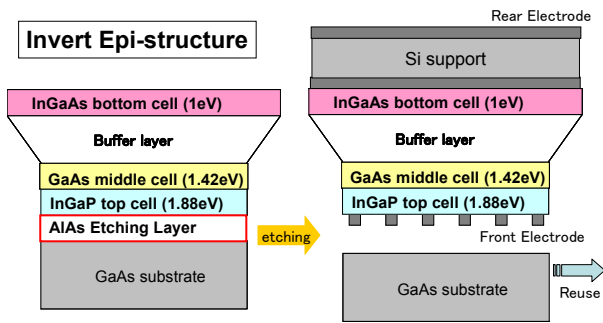 Invert Epi-structure
InGaAs bottom cell (1eV)
Buffer layer
GaAs middle cell (1.42eV)
InGaP top cell (1.88eV)
AlAs Etching Layer
GaAs substrate
etching
Rear Electrode
Si support
InGaAs bottom cell (1eV)
Buffer layer
GaAs middle cell (1.42eV)
InGaP top cell (1.88eV)
Front Electrode
GaAs substrate
Reuse